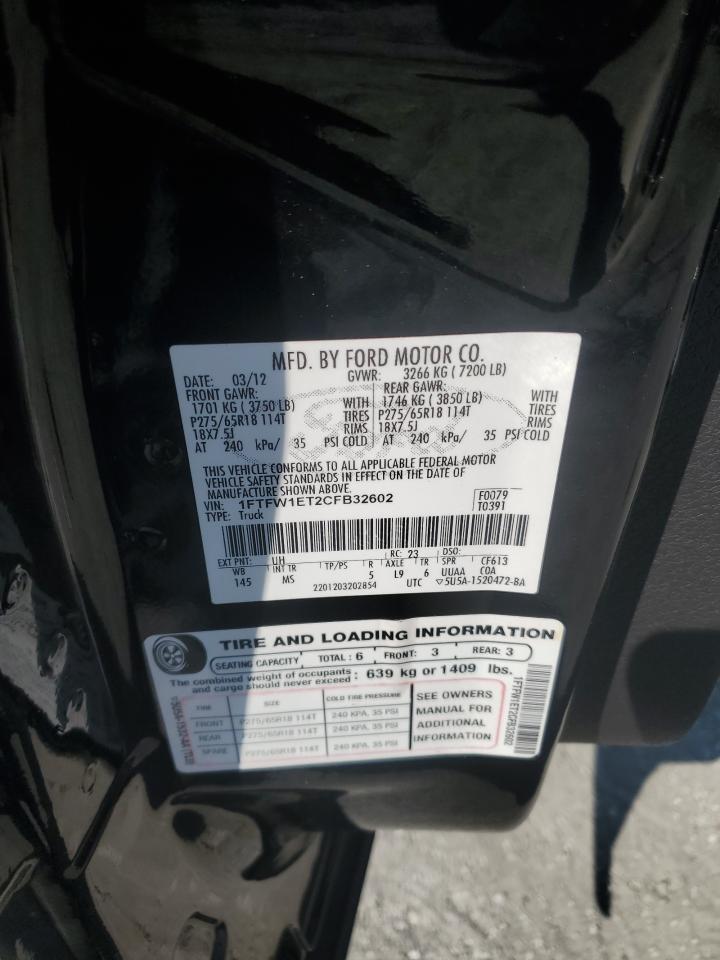 MFD. BY FORD MOTOR CO.
DATE: 03/12 GVWR: 3266 KG ( 7200 LB)
FRONT GAWR: REAR GAWR:
1701 KG ( 3750 LB) WITH 1746 KG ( 3850 LB) WITH
P275/65R18 114T TIRES P275/65R18 114T TIRES
18X7.5J RIMS 18X7.5J RIMS
AT 240 kPa/ 35 PSI COLD AT 240 kPa/ 35 PSI COLD
THIS VEHICLE CONFORMS TO ALL APPLICABLE FEDERAL MOTOR
VEHICLE SAFETY STANDARDS IN EFFECT ON THE DATE OF
MANUFACTURE SHOWN ABOVE.
VIN: 1FTFW1ET2CFB32602 F0079
TYPE: Truck T0391
EXT PNT: UH RC: 23 DSO:
WB INT TR TP/PS R AXLE TR SPR CF613
145 MS 5 L9 6 UUAA COA
2201203202854 UTC ▽5U5A-1520472-BA
TIRE AND LOADING INFORMATION
SEATING CAPACITY TOTAL: 6 FRONT: 3 REAR: 3
The combined weight of occupants
and cargo should never exceed : 639 kg or 1409 lbs.
TIRE SIZE COLD TIRE PRESSURE
FRONT P275/65R18 114T 240 KPA, 35 PSI
REAR P275/65R18 114T 240 KPA, 35 PSI
SPARE P275/65R18 114T 240 KPA, 35 PSI
SEE OWNERS
MANUAL FOR
ADDITIONAL
INFORMATION
1FTFW1ET2CFB32602